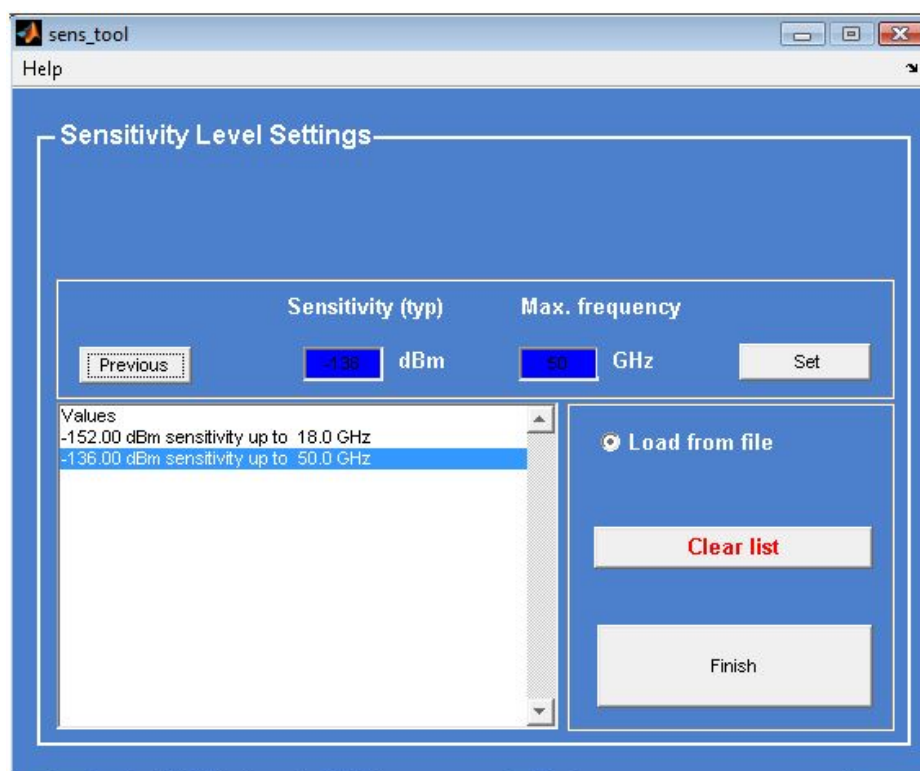 sens_tool
Help
Sensitivity Level Settings
Sensitivity (typ) Max. frequency
Previous -136 dBm 50 GHz Set
Values
-152.00 dBm sensitivity up to 18.0 GHz
-136.00 dBm sensitivity up to 50.0 GHz
Load from file
Clear list
Finish